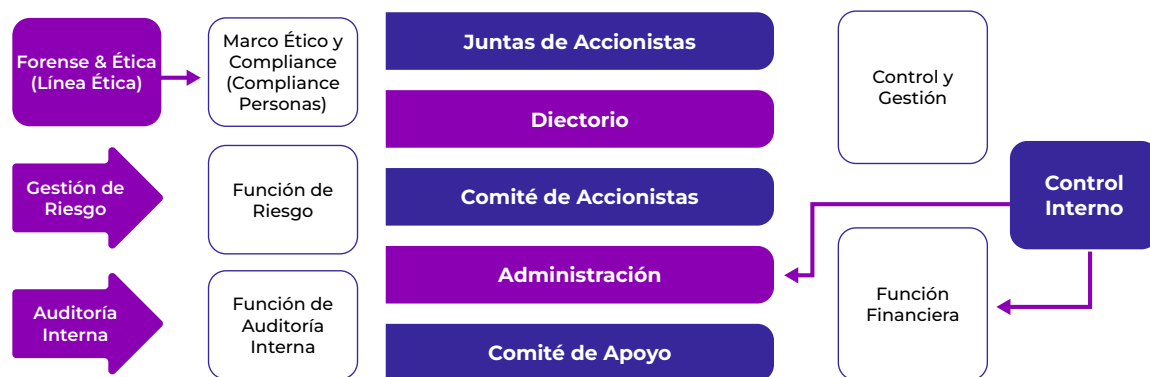 Forense & Ética
(Línea Ética)
Marco Ético y
Compliance
(Compliance
Personas)
Juntas de Accionistas
Control y
Gestión
Diectorio
Gestión de
Riesgo
Función de
Riesgo
Comité de Accionistas
Control
Interno
Administración
Función
Financiera
Auditoría
Interna
Función de
Auditoría
Interna
Comité de Apoyo